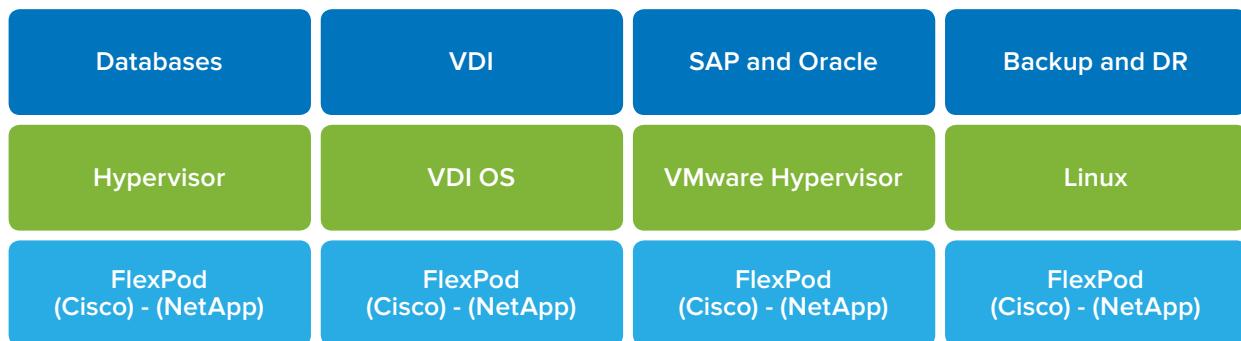 Databases
VDI
SAP and Oracle
Backup and DR
Hypervisor
VDI OS
VMware Hypervisor
Linux
FlexPod
(Cisco) - (NetApp)
FlexPod
(Cisco) - (NetApp)
FlexPod
(Cisco) - (NetApp)
FlexPod
(Cisco) - (NetApp)